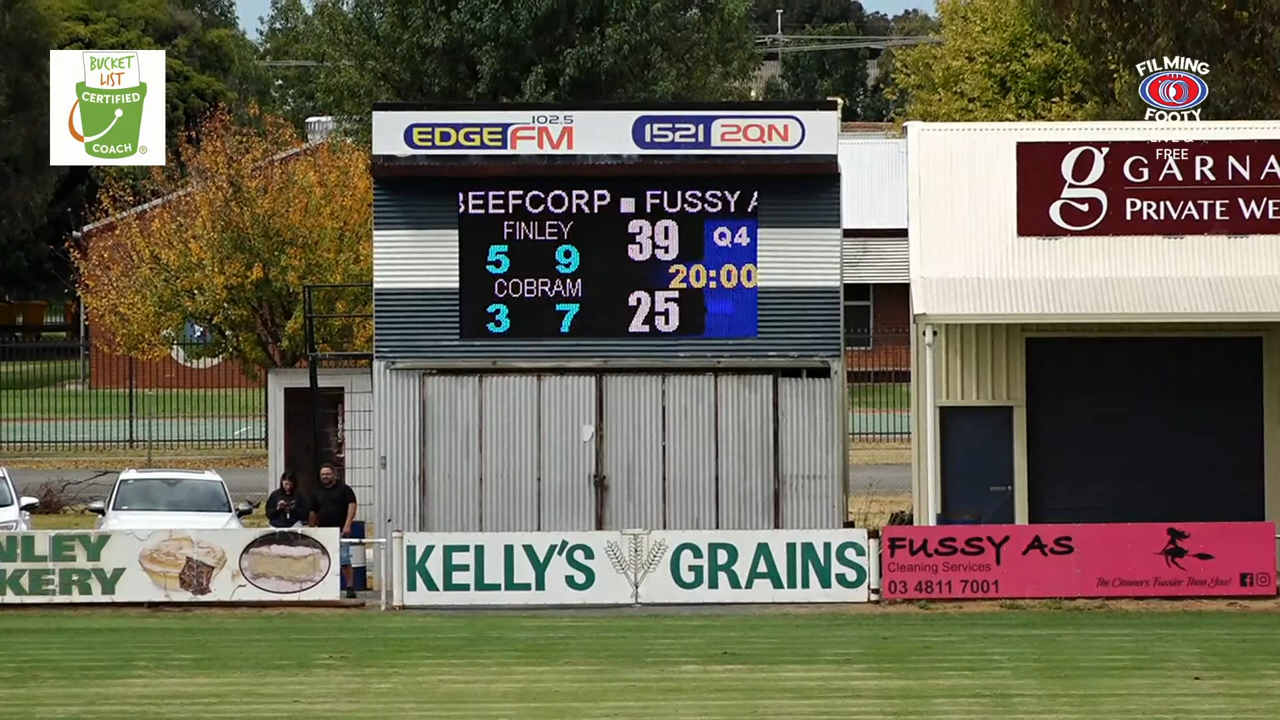 BUCKET
LIST
CERTIFIED
COACH
®
FILMING
FOOTY
LIVE &
FREE
102.5
EDGE FM
1521 2QN
g GARNA
PRIVATE WE
BEEFCORP ■ FUSSY A
FINLEY 39 Q4
5 9
20:00
COBRAM 25
3 7
NLEY
KERY
KELLY'S GRAINS
FUSSY AS
Cleaning Services
03 4811 7001
The Cleaners Fussier Than You!